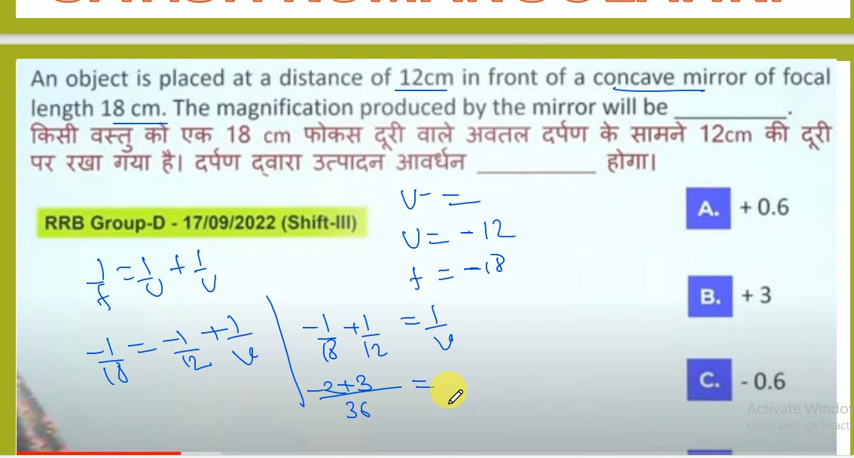 An object is placed at a distance of 12cm in front of a concave mirror of focal
length 18 cm. The magnification produced by the mirror will be ____________.
किसी वस्तु को एक 18 cm फोकस दूरी वाले अवतल दर्पण के सामने 12cm की दूरी
पर रखा गया है। दर्पण द्वारा उत्पादन आवर्धन ____________ होगा।
RRB Group-D - 17/09/2022 (Shift-III)
v =
u = -12
f = -18
1/f = 1/u + 1/v
-1/18 = -1/12 + 1/v
-1/18 + 1/12 = 1/v
-2+3/36 =
A. + 0.6
B. + 3
C. - 0.6
Activate Windo
Go to Settings to act